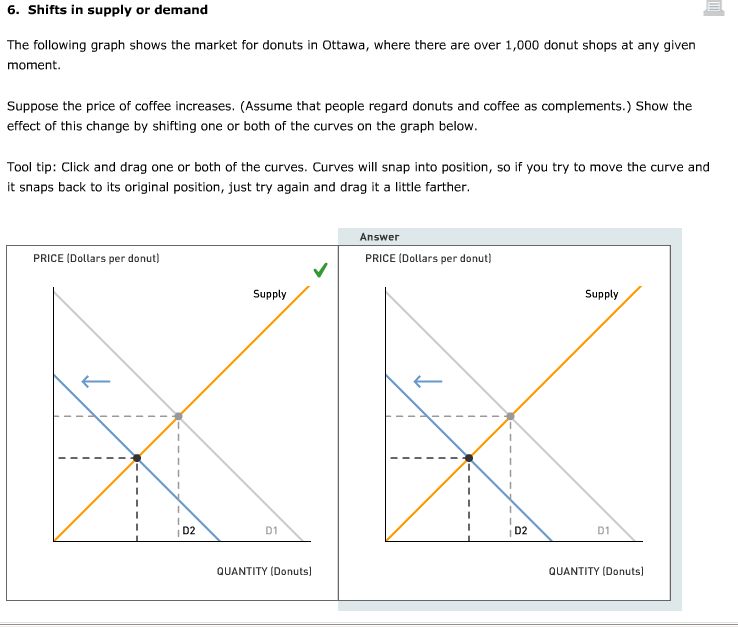 6. Shifts in supply or demand
The following graph shows the market for donuts in Ottawa, where there are over 1,000 donut shops at any given
moment.
Suppose the price of coffee increases. (Assume that people regard donuts and coffee as complements.) Show the
effect of this change by shifting one or both of the curves on the graph below.
Tool tip: Click and drag one or both of the curves. Curves will snap into position, so if you try to move the curve and
it snaps back to its original position, just try again and drag it a little farther.
Answer
PRICE (Dollars per donut)
Supply
D2
D1
QUANTITY (Donuts)
PRICE (Dollars per donut)
Supply
D2
D1
QUANTITY (Donuts)